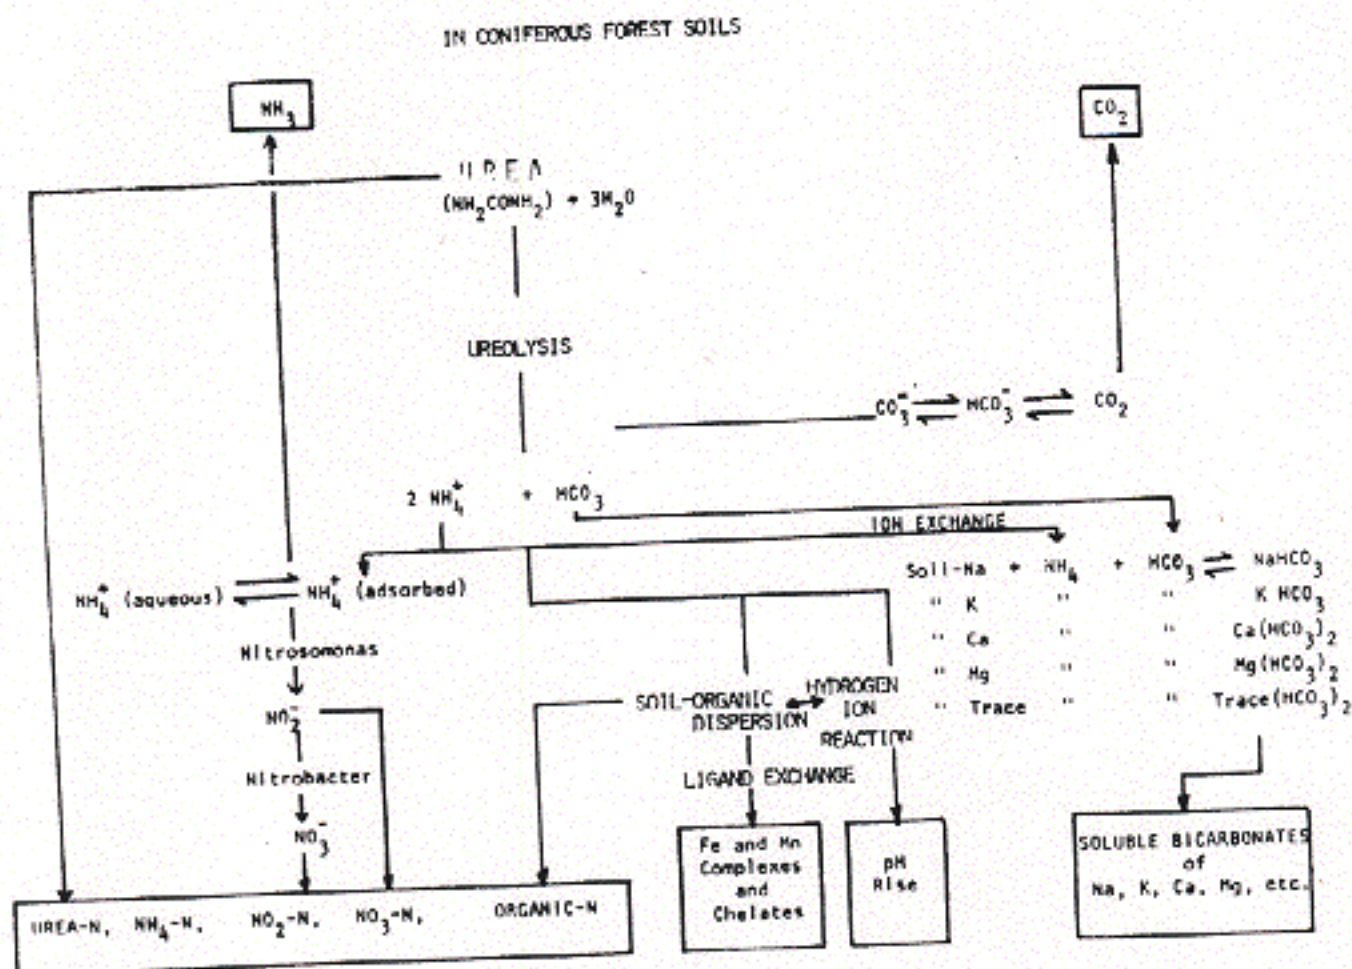 IN CONIFEROUS FOREST SOILS
NH₃
CO₂
UREA
(NH₂CONH₂) + 3H₂O
UREOLYSIS
CO₃⁼ ⇌ HCO₃⁻ ⇌ CO₂
2 NH₄⁺ + HCO₃
ION EXCHANGE
Soil-Na + NH₄ + HCO₃ ⇌ NaHCO₃
" K " " K HCO₃
" Ca " " Ca(HCO₃)₂
" Mg " " Mg(HCO₃)₂
" Trace " " Trace(HCO₃)₂
NH₄⁺ (aqueous) ⇌ NH₄⁺ (adsorbed)
Nitrosomonas
NO₂⁻
Nitrobacter
NO₃⁻
SOIL-ORGANIC
DISPERSION
HYDROGEN
ION
REACTION
LIGAND EXCHANGE
Fe and Mn
Complexes
and
Chelates
pH
Rise
SOLUBLE BICARBONATES
of
Na, K, Ca, Mg, etc.
UREA-N, NH₄-N, NO₂-N, NO₃-N, ORGANIC-N